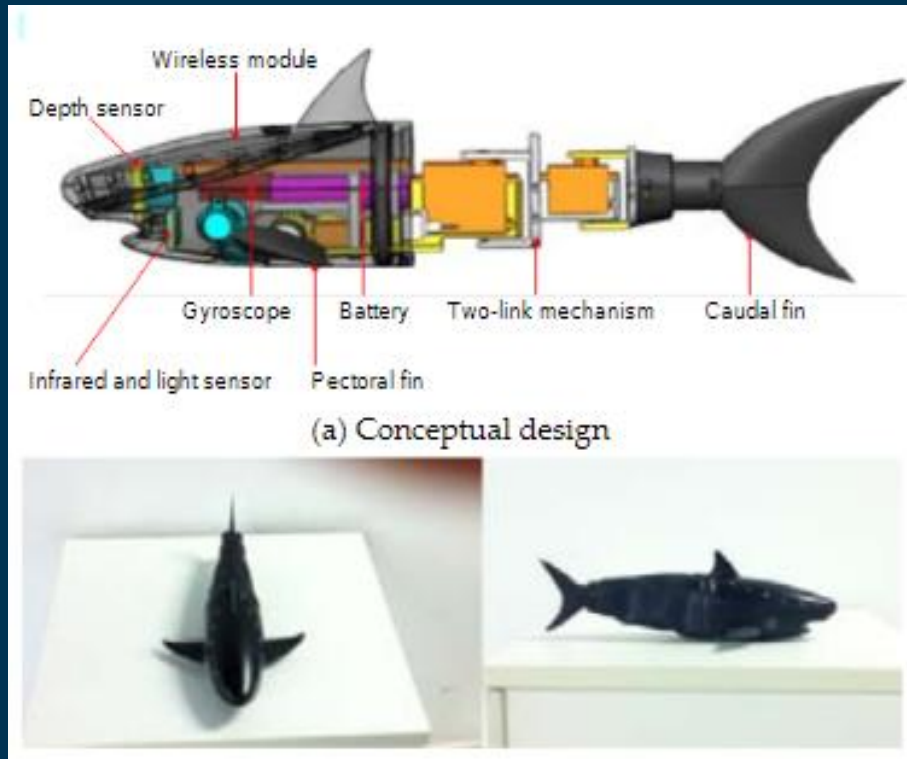 Wireless module
Depth sensor
Gyroscope
Battery
Two-link mechanism
Caudal fin
Infrared and light sensor
Pectoral fin
(a) Conceptual design